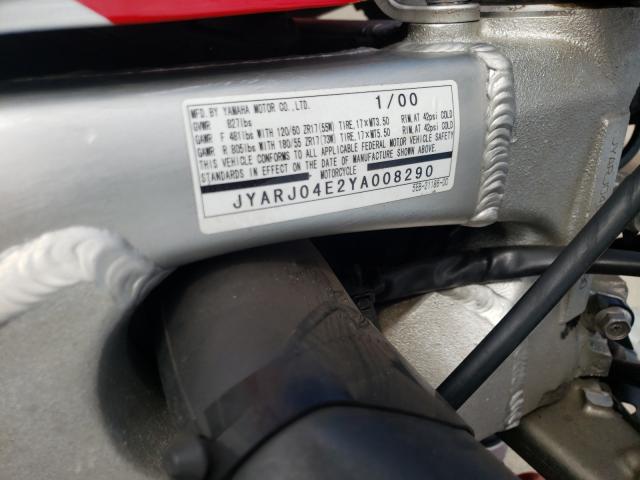 MFD. BY YAMAHA MOTOR CO., LTD. 1/00
GVWR 827lbs
GAWR F 481lbs WITH 120/60 ZR17(55W) TIRE, 17×MT3.50 RIM, AT 42psi COLD
GAWR R 805lbs WITH 180/55 ZR17(73W) TIRE, 17×MT5.50 RIM, AT 42psi COLD
THIS VEHICLE CONFORMS TO ALL APPLICABLE FEDERAL MOTOR VEHICLE SAFETY
STANDARDS IN EFFECT ON THE DATE OF MANUFACTURE SHOWN ABOVE
MOTORCYCLE
JYARJ04E2YA008290
5EB-21186-00